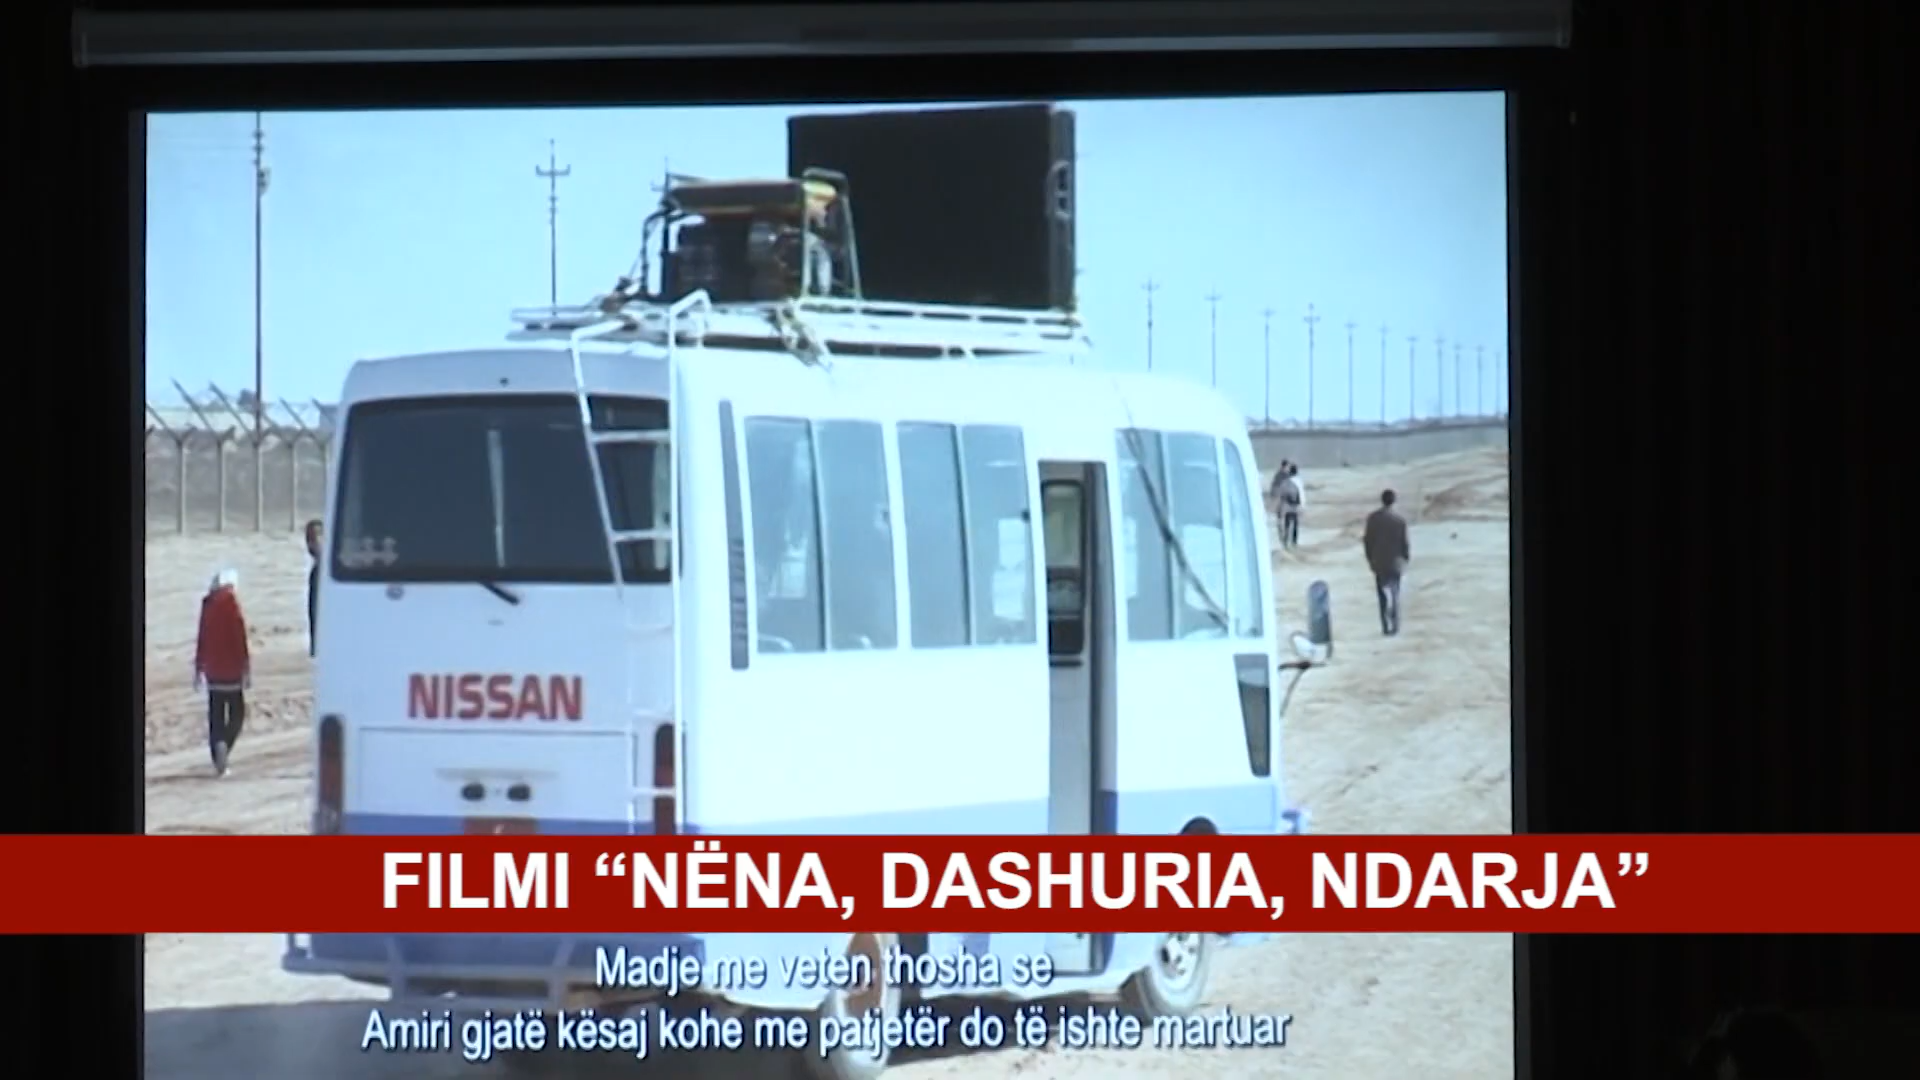 NISSAN
FILMI “NËNA, DASHURIA, NDARJA”
Madje me veten thosha se
Amiri gjatë kësaj kohe me patjetër do të ishte martuar